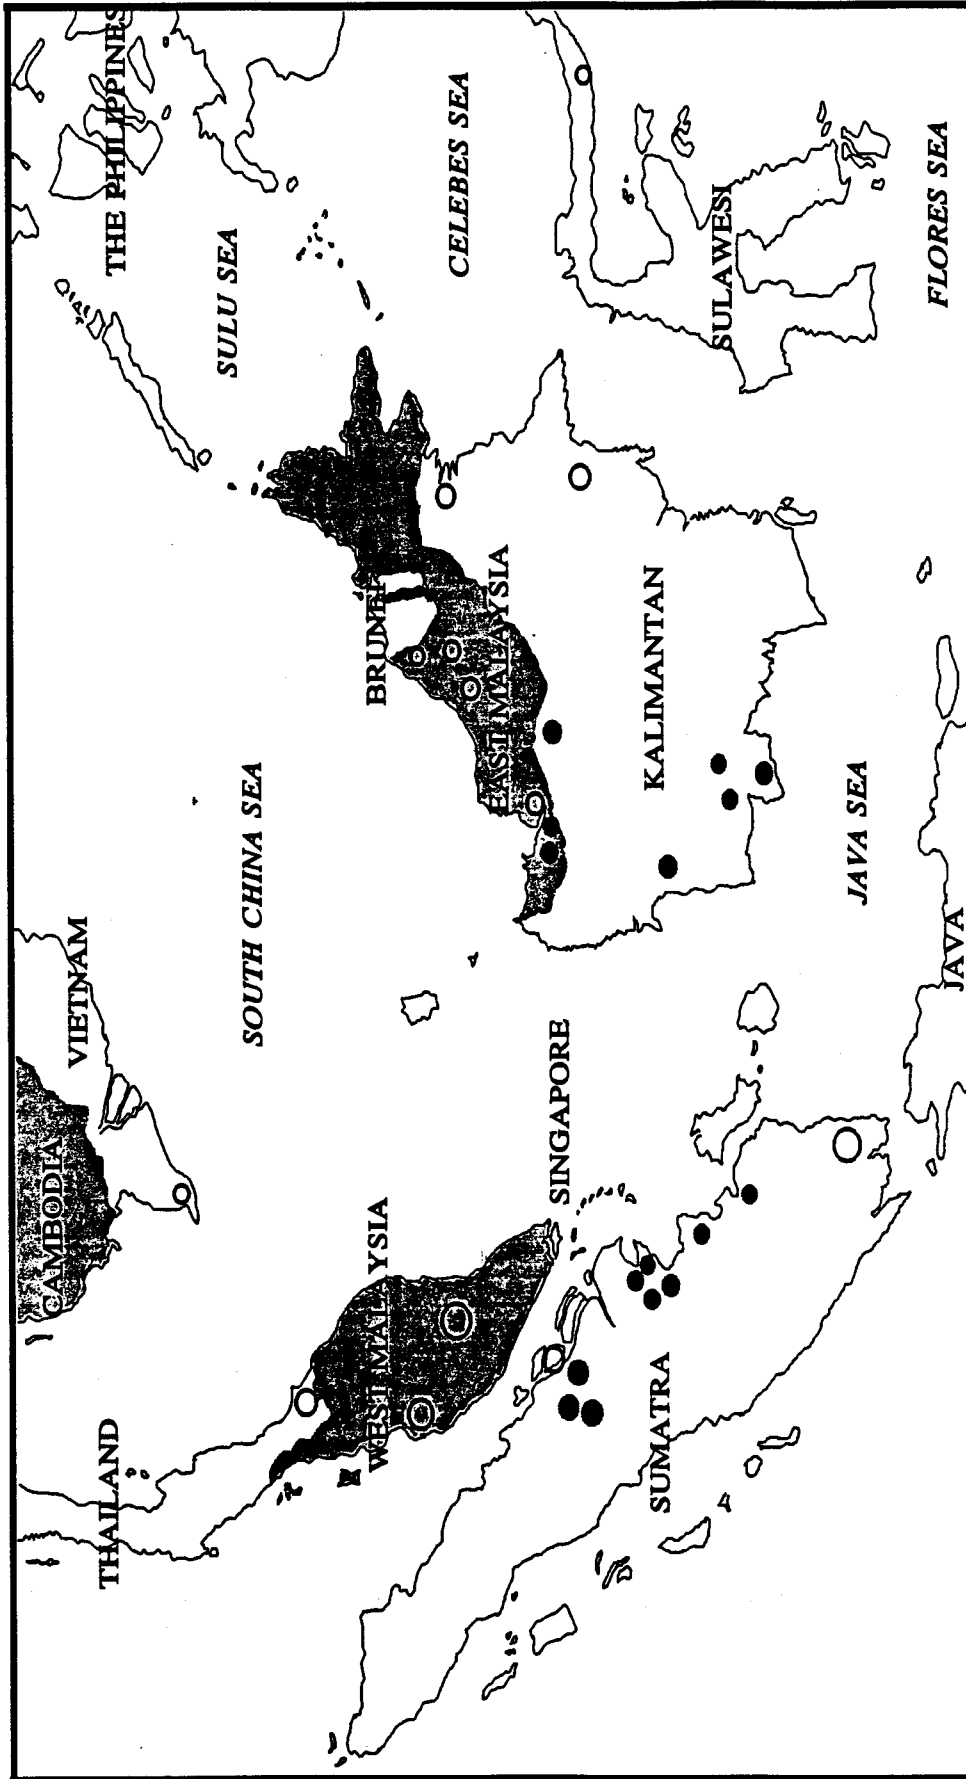 THAILAND
CAMBODIA
VIETNAM
THE PHILIPPINES
SOUTH CHINA SEA
SULU SEA
WEST MALAYSIA
BRUNEI
CELEBES SEA
EAST MALAYSIA
SINGAPORE
SUMATRA
KALIMANTAN
SULAWESI
JAVA SEA
JAVA
FLORES SEA